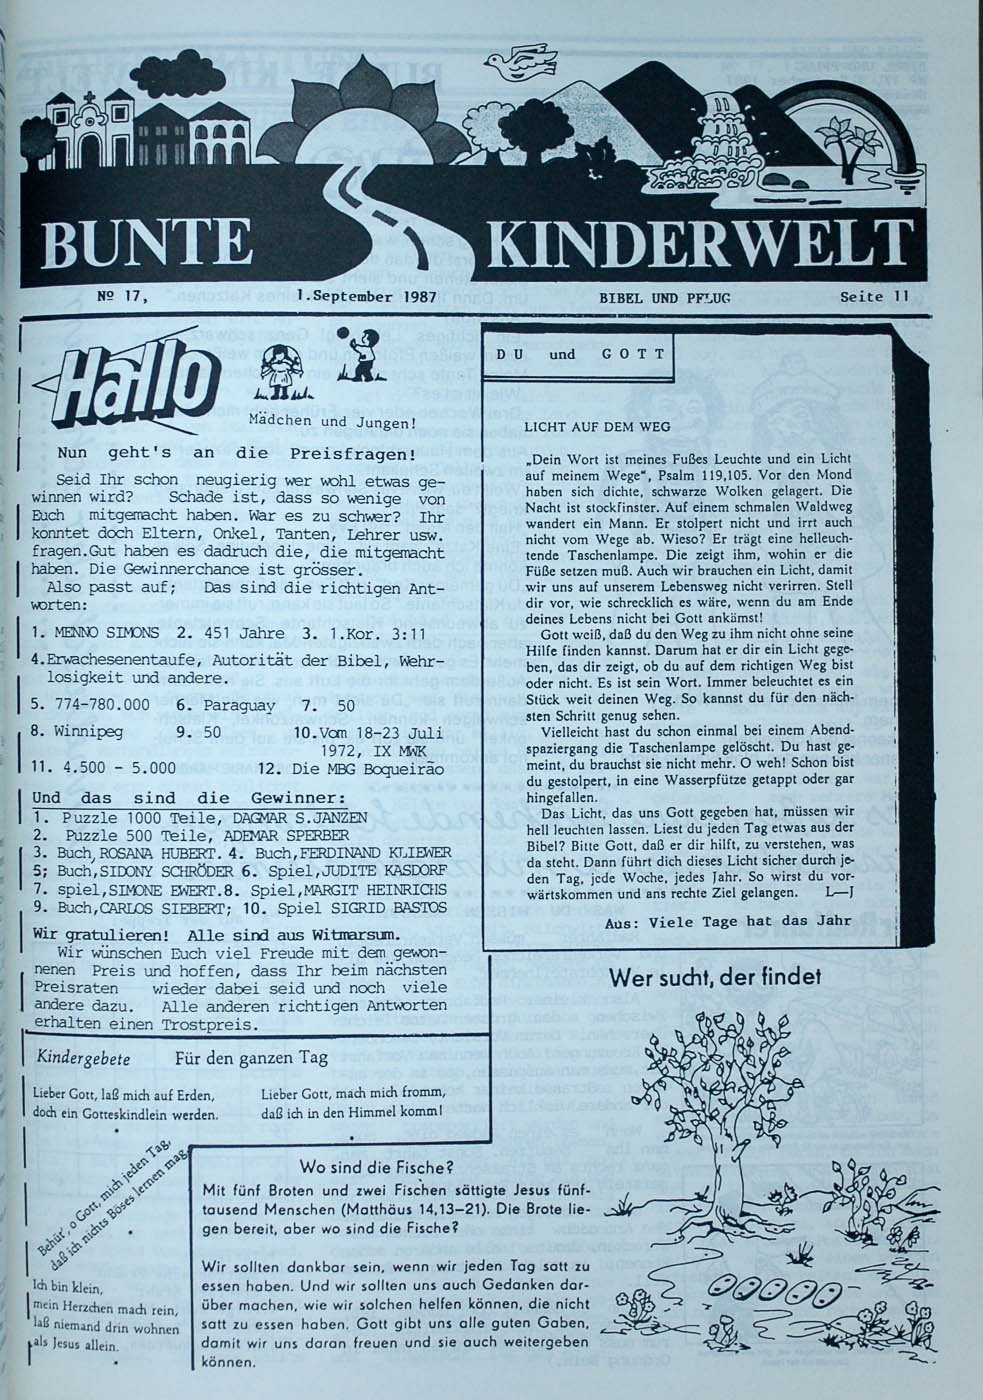 BUNTE KINDERWELT
Nº 17, 1.September 1987 BIBEL UND PFLUG Seite 11
Hallo
Mädchen und Jungen!
Nun geht's an die Preisfragen!
Seid Ihr schon neugierig wer wohl etwas ge-
winnen wird? Schade ist, dass so wenige von
Euch mitgemacht haben. War es zu schwer? Ihr
konntet doch Eltern, Onkel, Tanten, Lehrer usw.
fragen.Gut haben es dadruch die, die mitgemacht
haben. Die Gewinnerchance ist grösser.
Also passt auf; Das sind die richtigen Ant-
worten:
1. MENNO SIMONS 2. 451 Jahre 3. 1.Kor. 3:11
4.Erwachesenentaufe, Autorität der Bibel, Wehr-
losigkeit und andere.
5. 774-780.000 6. Paraguay 7. 50
8. Winnipeg 9. 50 10.Vom 18-23 Juli
1972, IX MWK
11. 4.500 - 5.000 12. Die MBG Boqueirão
Und das sind die Gewinner:
1. Puzzle 1000 Teile, DAGMAR S.JANZEN
2. Puzzle 500 Teile, ADEMAR SPERBER
3. Buch,ROSANA HUBERT. 4. Buch,FERDINAND KLIEWER
5; Buch,SIDONY SCHRÖDER 6. Spiel,JUDITE KASDORF
7. spiel,SIMONE EWERT.8. Spiel,MARGIT HEINRICHS
9. Buch,CARLOS SIEBERT; 10. Spiel SIGRID BASTOS
Wir gratulieren! Alle sind aus Witmarsum.
Wir wünschen Euch viel Freude mit dem gewon-
nenen Preis und hoffen, dass Ihr beim nächsten
Preisraten wieder dabei seid und noch viele
andere dazu. Alle anderen richtigen Antworten
erhalten einen Trostpreis.
DU und GOTT
LICHT AUF DEM WEG
„Dein Wort ist meines Fußes Leuchte und ein Licht
auf meinem Wege“, Psalm 119,105. Vor den Mond
haben sich dichte, schwarze Wolken gelagert. Die
Nacht ist stockfinster. Auf einem schmalen Waldweg
wandert ein Mann. Er stolpert nicht und irrt auch
nicht vom Wege ab. Wieso? Er trägt eine helleuch-
tende Taschenlampe. Die zeigt ihm, wohin er die
Füße setzen muß. Auch wir brauchen ein Licht, damit
wir uns auf unserem Lebensweg nicht verirren. Stell
dir vor, wie schrecklich es wäre, wenn du am Ende
deines Lebens nicht bei Gott ankämst!
Gott weiß, daß du den Weg zu ihm nicht ohne seine
Hilfe finden kannst. Darum hat er dir ein Licht gege-
ben, das dir zeigt, ob du auf dem richtigen Weg bist
oder nicht. Es ist sein Wort. Immer beleuchtet es ein
Stück weit deinen Weg. So kannst du für den näch-
sten Schritt genug sehen.
Vielleicht hast du schon einmal bei einem Abend-
spaziergang die Taschenlampe gelöscht. Du hast ge-
meint, du brauchst sie nicht mehr. O weh! Schon bist
du gestolpert, in eine Wasserpfütze getappt oder gar
hingefallen.
Das Licht, das uns Gott gegeben hat, müssen wir
hell leuchten lassen. Liest du jeden Tag etwas aus der
Bibel? Bitte Gott, daß er dir hilft, zu verstehen, was
da steht. Dann führt dich dieses Licht sicher durch je-
den Tag, jede Woche, jedes Jahr. So wirst du vor-
wärtskommen und ans rechte Ziel gelangen. L—J
Aus: Viele Tage hat das Jahr
Kindergebete Für den ganzen Tag
Lieber Gott, laß mich auf Erden,
doch ein Gotteskindlein werden.
Lieber Gott, mach mich fromm,
daß ich in den Himmel komm!
Behüt', o Gott, mich jeden Tag,
daß ich nichts Böses lernen mag.
Ich bin klein,
mein Herzchen mach rein,
laß niemand drin wohnen
als Jesus allein.
Wo sind die Fische?
Mit fünf Broten und zwei Fischen sättigte Jesus fünf-
tausend Menschen (Matthäus 14,13–21). Die Brote lie-
gen bereit, aber wo sind die Fische?
Wir sollten dankbar sein, wenn wir jeden Tag satt zu
essen haben. Und wir sollten uns auch Gedanken dar-
über machen, wie wir solchen helfen können, die nicht
satt zu essen haben. Gott gibt uns alle guten Gaben,
damit wir uns daran freuen und sie auch weitergeben
können.
Wer sucht, der findet